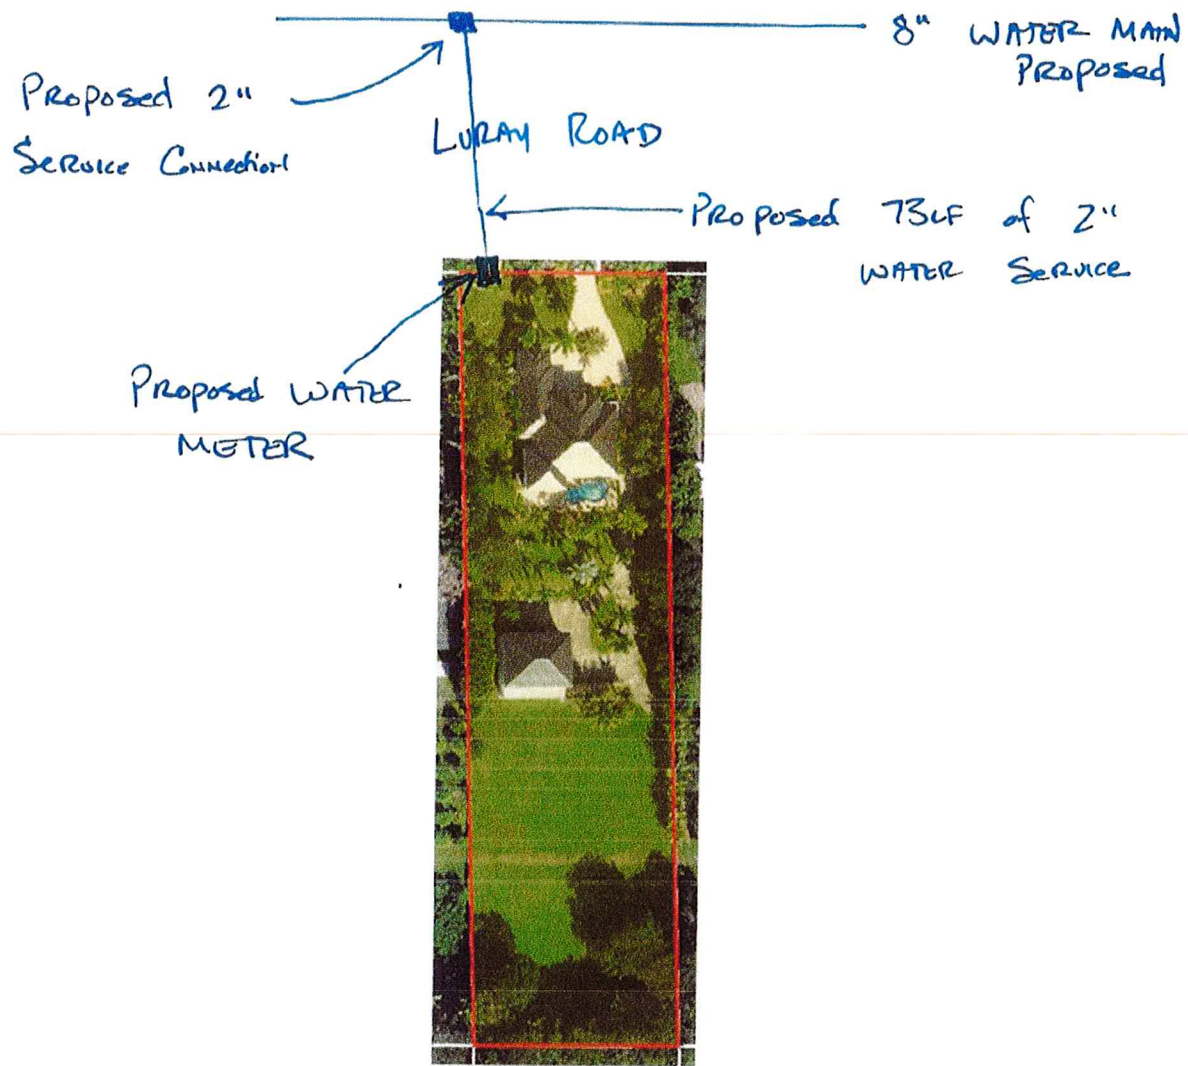 8" WATER MAIN
PROPOSED
PROPOSED 2"
SERVICE CONNECTION
LURAY ROAD
PROPOSED 73LF of 2"
WATER SERVICE
PROPOSED WATER
METER